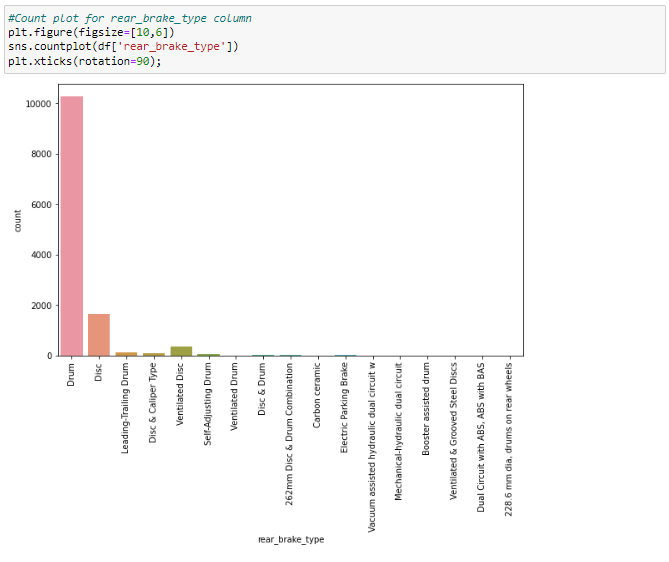 #Count plot for rear_brake_type column
plt.figure(figsize=[10,6])
sns.countplot(df['rear_brake_type'])
plt.xticks(rotation=90);
10000
8000
6000
4000
2000
0
count
Drum
Disc
Leading-Trailing Drum
Disc & Caliper Type
Ventilated Disc
Self-Adjusting Drum
Ventilated Drum
Disc & Drum
262mm Disc & Drum Combination
Carbon ceramic
Electric Parking Brake
Vacuum assisted hydraulic dual circuit w
Mechanical-hydraulic dual circuit
Booster assisted drum
Ventilated & Grooved Steel Discs
Dual Circuit with ABS, ABS with BAS
228.6 mm dia, drums on rear wheels
rear_brake_type